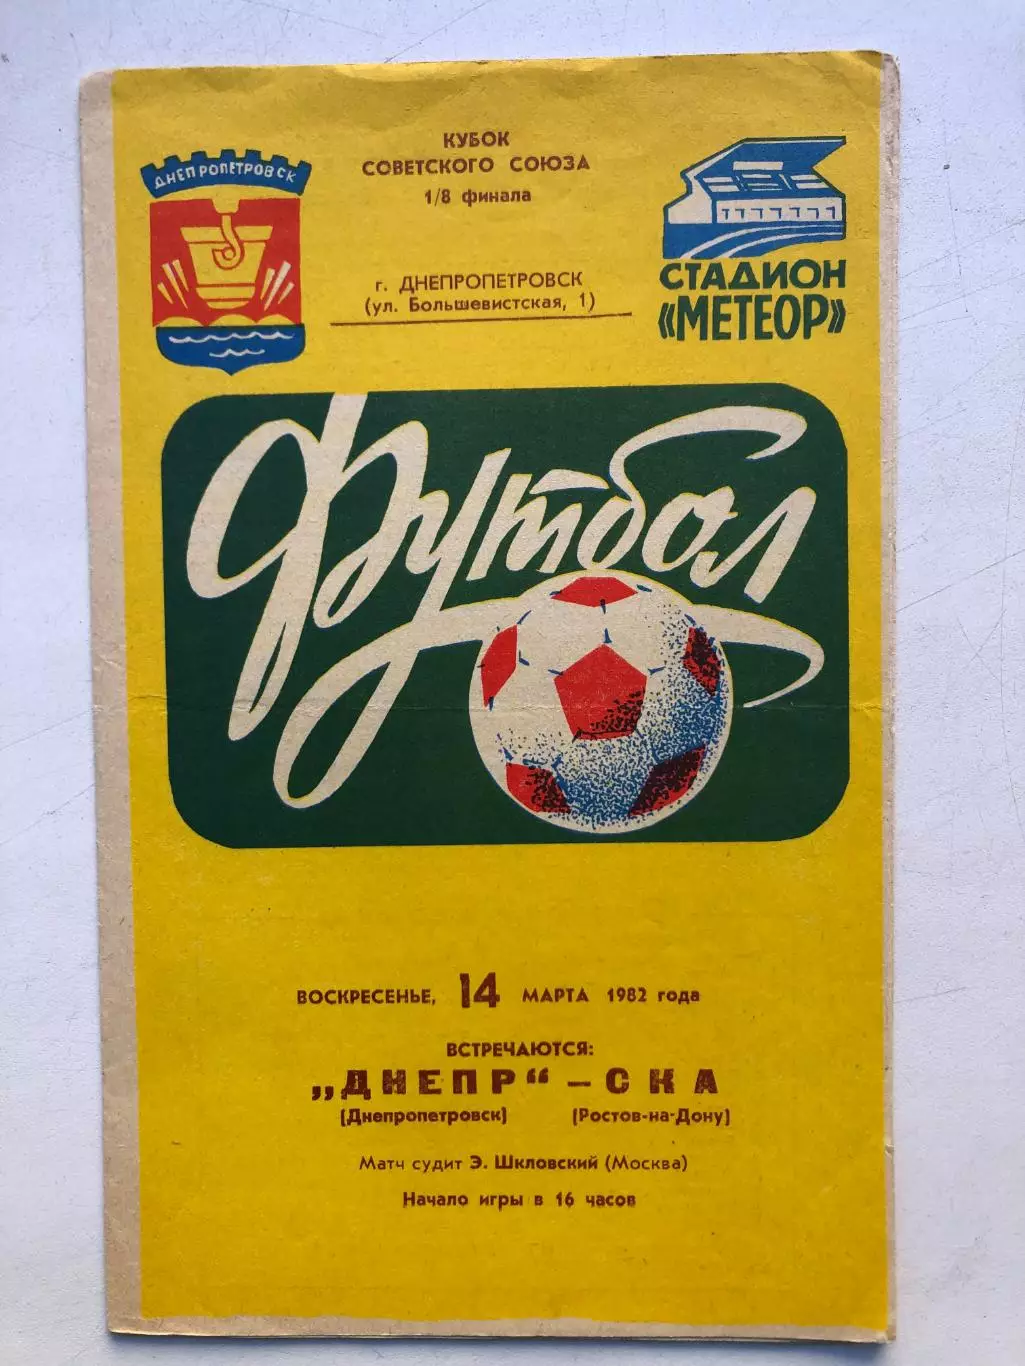 ДНЕПРОПЕТРОВСК
КУБОК
СОВЕТСКОГО СОЮЗА
1/8 финала
г. ДНЕПРОПЕТРОВСК
(ул. Большевистская, 1)
СТАДИОН
«МЕТЕОР»
Футбол
ВОСКРЕСЕНЬЕ, 14 МАРТА 1982 года
ВСТРЕЧАЮТСЯ:
„ДНЕПР“ – СКА
(Днепропетровск) (Ростов-на-Дону)
Матч судит Э. Шкловский (Москва)
Начало игры в 16 часов